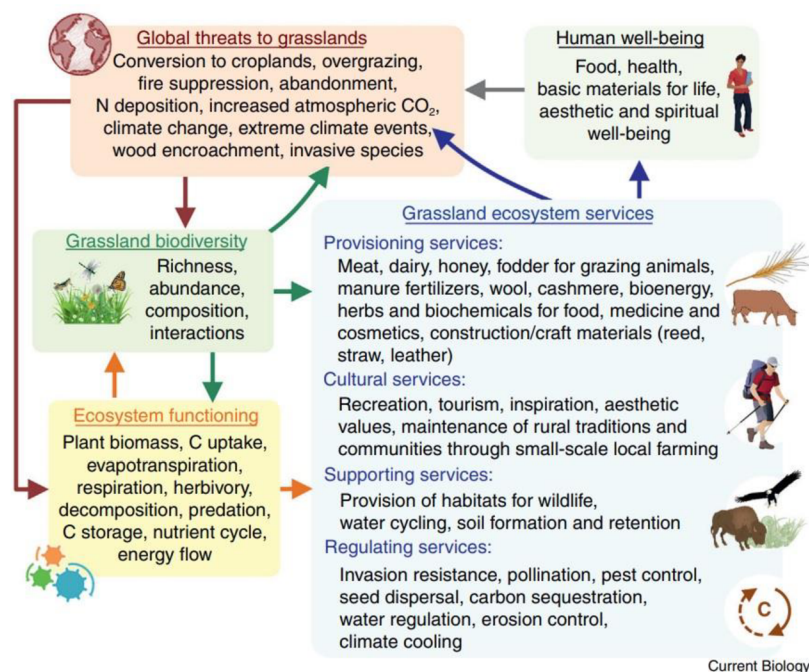 Global threats to grasslands
Conversion to croplands, overgrazing,
fire suppression, abandonment,
N deposition, increased atmospheric CO₂,
climate change, extreme climate events,
wood encroachment, invasive species
Human well-being
Food, health,
basic materials for life,
aesthetic and spiritual
well-being
Grassland biodiversity
Richness,
abundance,
composition,
interactions
Ecosystem functioning
Plant biomass, C uptake,
evapotranspiration,
respiration, herbivory,
decomposition, predation,
C storage, nutrient cycle,
energy flow
Grassland ecosystem services
Provisioning services:
Meat, dairy, honey, fodder for grazing animals,
manure fertilizers, wool, cashmere, bioenergy,
herbs and biochemicals for food, medicine and
cosmetics, construction/craft materials (reed,
straw, leather)
Cultural services:
Recreation, tourism, inspiration, aesthetic
values, maintenance of rural traditions and
communities through small-scale local farming
Supporting services:
Provision of habitats for wildlife,
water cycling, soil formation and retention
Regulating services:
Invasion resistance, pollination, pest control,
seed dispersal, carbon sequestration,
water regulation, erosion control,
climate cooling
C
Current Biology